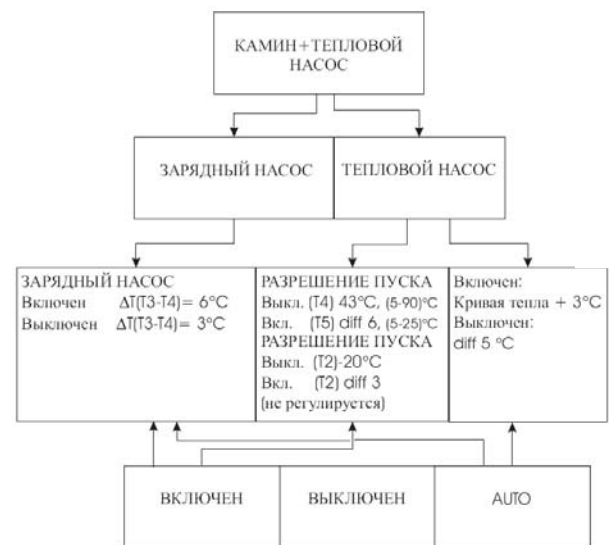 КАМИН+ТЕПЛОВОЙ
НАСОС
ЗАРЯДНЫЙ НАСОС
ТЕПЛОВОЙ НАСОС
ЗАРЯДНЫЙ НАСОС
Включен ΔT(T3-T4)= 6°C
Выключен ΔT(T3-T4)= 3°C
РАЗРЕШЕНИЕ ПУСКА
Выкл. (T4) 43°C, (5-90)°C
Вкл. (T5) diff 6, (5-25)°C
РАЗРЕШЕНИЕ ПУСКА
Выкл. (T2)-20°C
Вкл. (T2) diff 3
(не регулируется)
Включен:
Кривая тепла + 3°C
Выключен:
diff 5 °C
ВКЛЮЧЕН
ВЫКЛЮЧЕН
AUTO